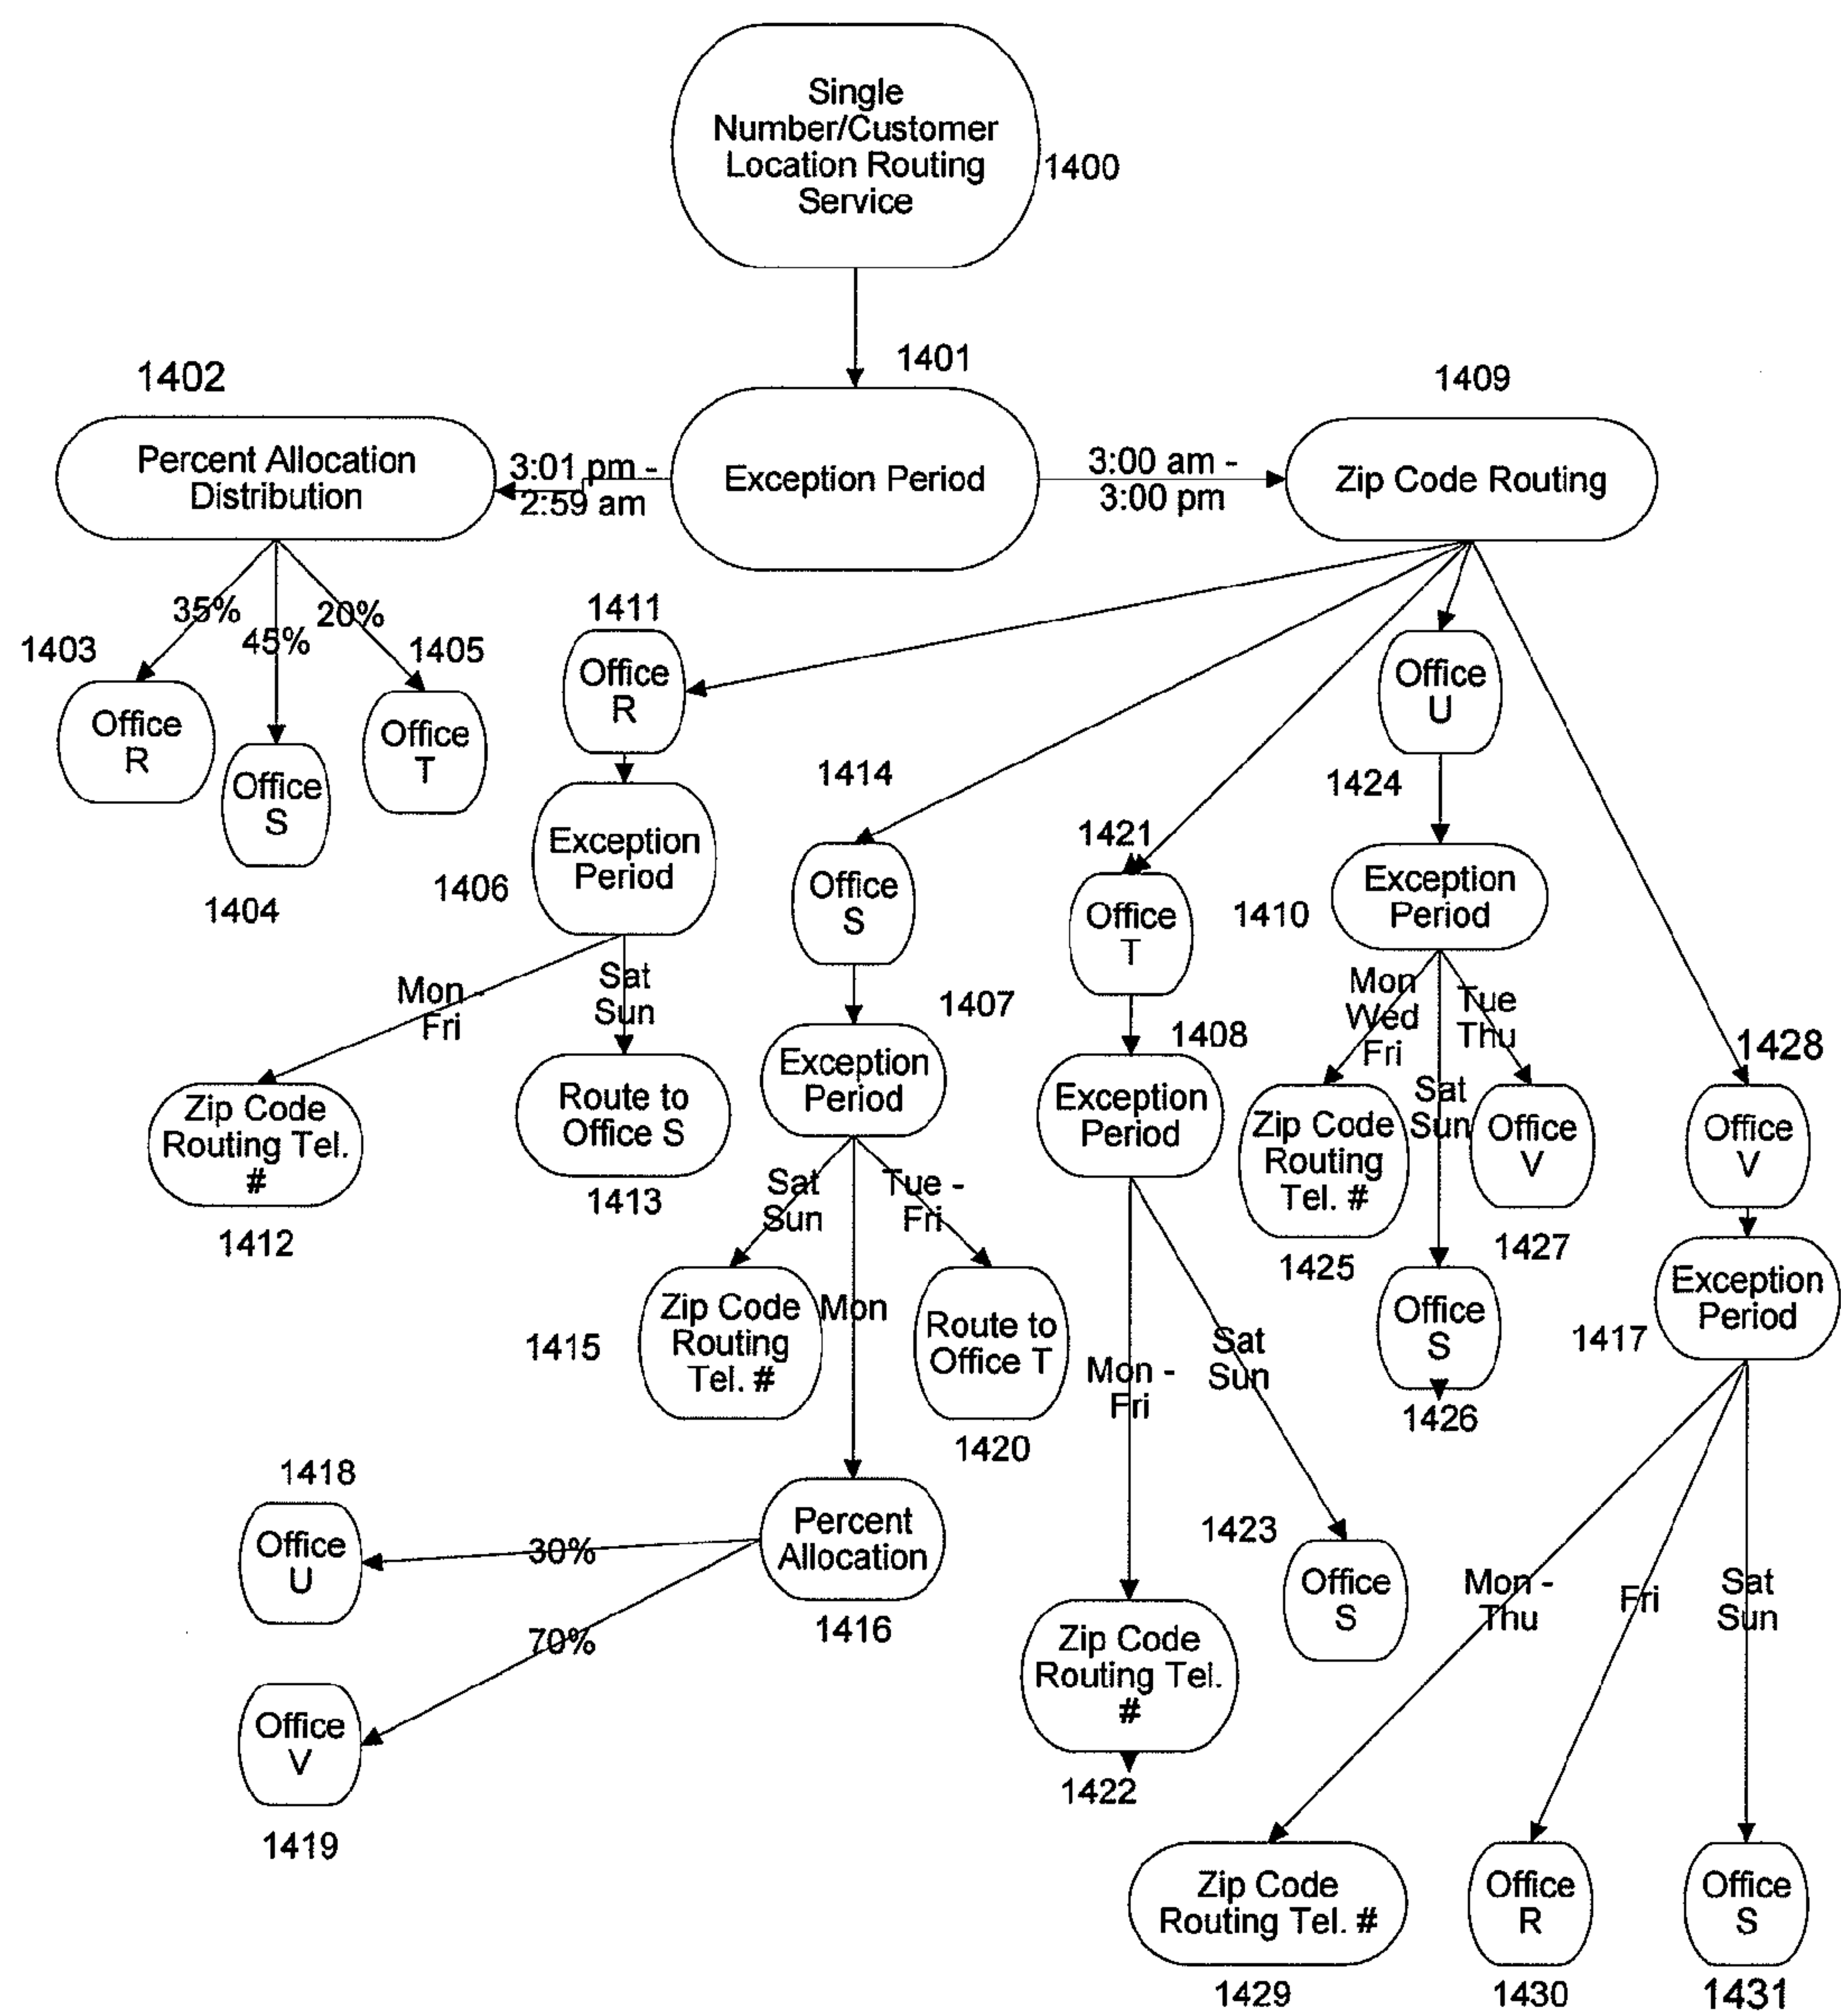 Single
Number/Customer
Location Routing
Service
1400
1401
1402
1409
Percent Allocation
Distribution
3:01 pm -
2:59 am
Exception Period
3:00 am -
3:00 pm
Zip Code Routing
35%
45%
20%
1403
1405
Office
R
Office
S
Office
T
1404
1411
Office
R
1406
Exception
Period
Mon -
Fri
Sat
Sun
Zip Code
Routing Tel.
#
1412
Route to
Office S
1413
1414
Office
S
1407
Exception
Period
Sat
Sun
Mon
Tue -
Fri
1415
Zip Code
Routing
Tel. #
Route to
Office T
1420
Percent
Allocation
1416
30%
70%
1418
Office
U
Office
V
1419
1421
Office
T
1408
Exception
Period
Mon -
Fri
Sat
Sun
Zip Code
Routing Tel.
#
1422
1423
Office
S
Office
U
1424
1410
Exception
Period
Mon
Wed
Fri
Sat
Sun
Tue
Thu
Zip Code
Routing
Tel. #
1425
Office
S
1426
Office
V
1427
1428
Office
V
1417
Exception
Period
Mon -
Thu
Fri
Sat
Sun
Zip Code
Routing Tel. #
1429
Office
R
1430
Office
S
1431